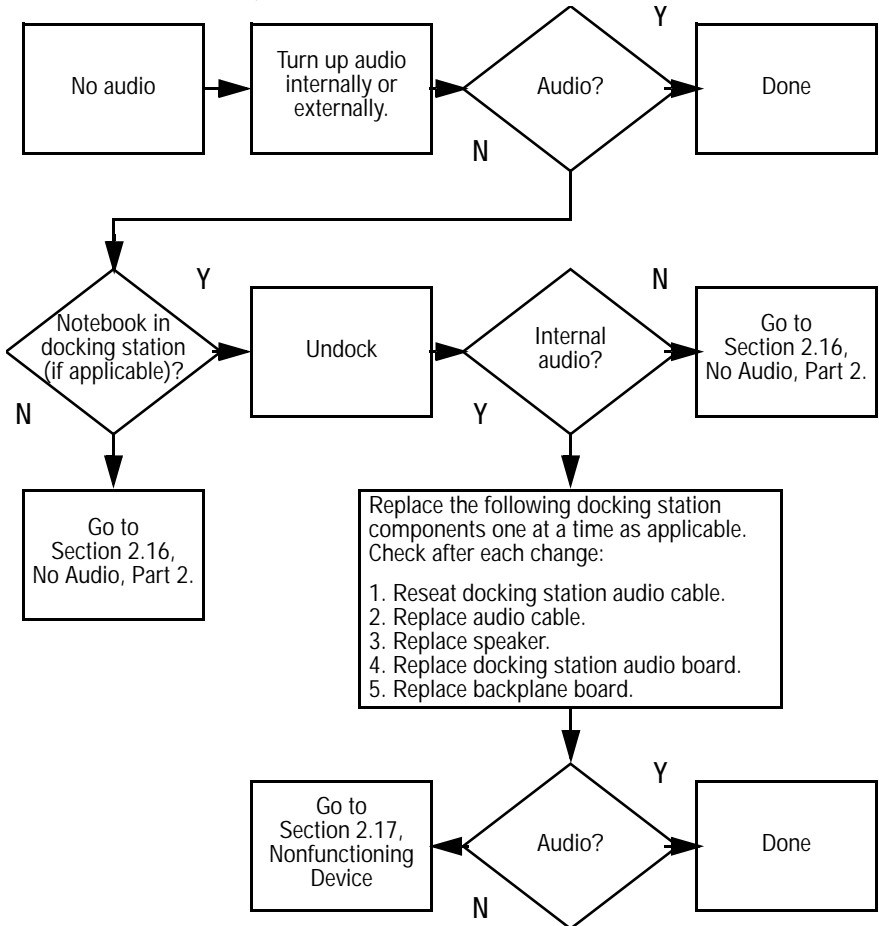 Y
No audio
Turn up audio
internally or
externally.
Audio?
Done
N
Y
Notebook in
docking station
(if applicable)?
N
Undock
Internal
audio?
N
Y
Go to
Section 2.16,
No Audio, Part 2.
Go to
Section 2.16,
No Audio, Part 2.
Replace the following docking station
components one at a time as applicable.
Check after each change:
1. Reseat docking station audio cable.
2. Replace audio cable.
3. Replace speaker.
4. Replace docking station audio board.
5. Replace backplane board.
Go to
Section 2.17,
Nonfunctioning
Device
Audio?
Y
Done
N